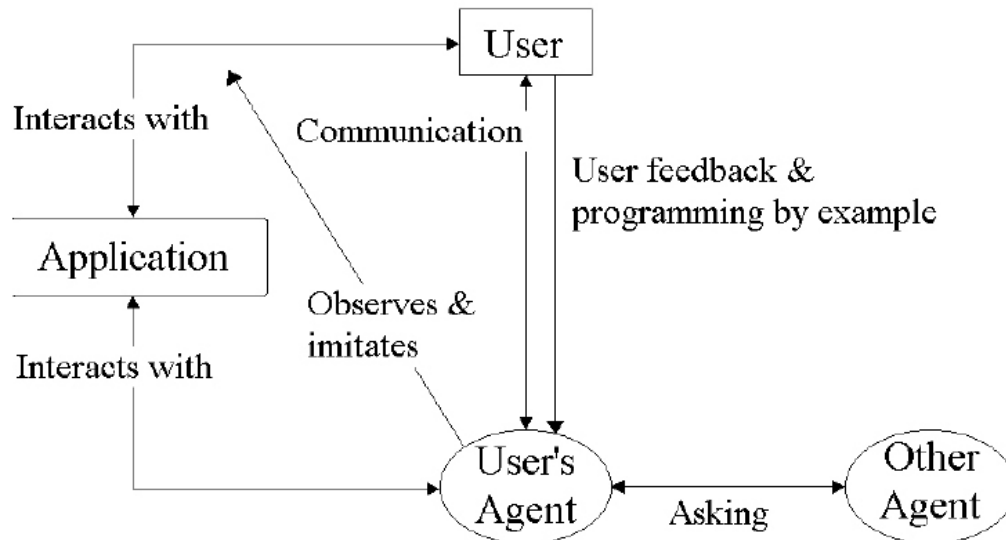 User
Interacts with
Communication
User feedback &
programming by example
Application
Observes &
imitates
Interacts with
User's
Agent
Asking
Other
Agent